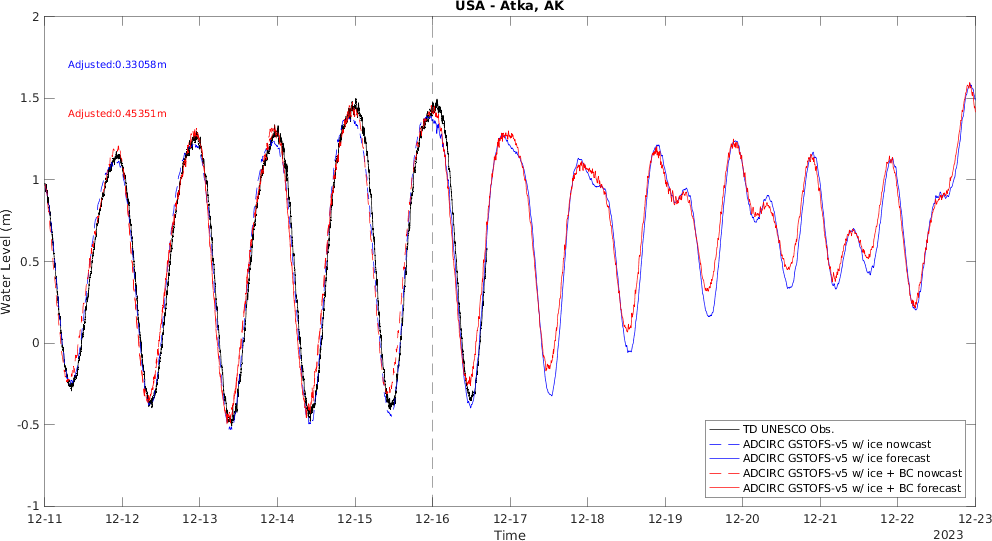 USA - Atka, AK
Adjusted:0.33058m
Adjusted:0.45351m
Water Level (m)
2
1.5
1
0.5
0
-0.5
-1
TD UNESCO Obs.
ADCIRC GSTOFS-v5 w/ ice nowcast
ADCIRC GSTOFS-v5 w/ ice forecast
ADCIRC GSTOFS-v5 w/ ice + BC nowcast
ADCIRC GSTOFS-v5 w/ ice + BC forecast
12-11 12-12 12-13 12-14 12-15 12-16 12-17 12-18 12-19 12-20 12-21 12-22 12-23
Time
2023